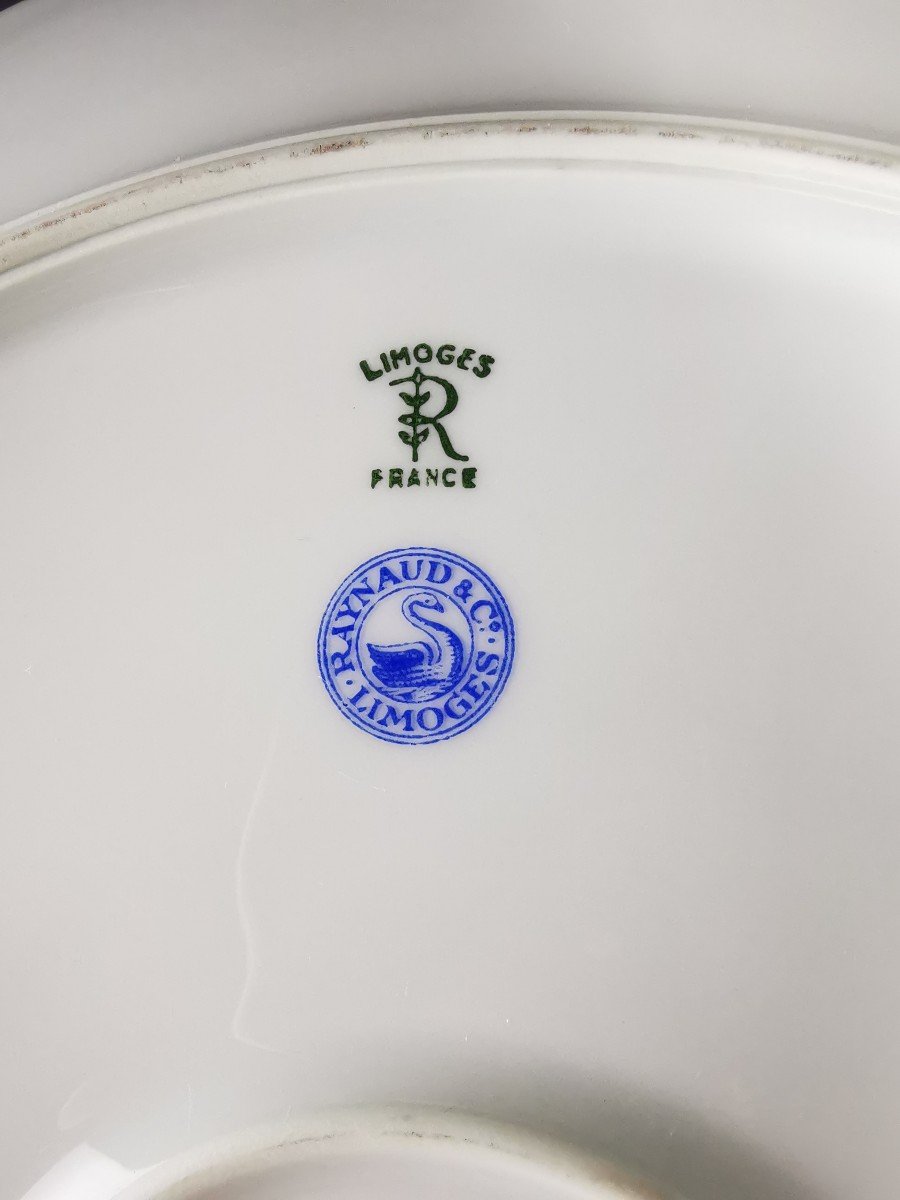 LIMOGES
R
FRANCE
RAYNAUD & Cº.
LIMOGES